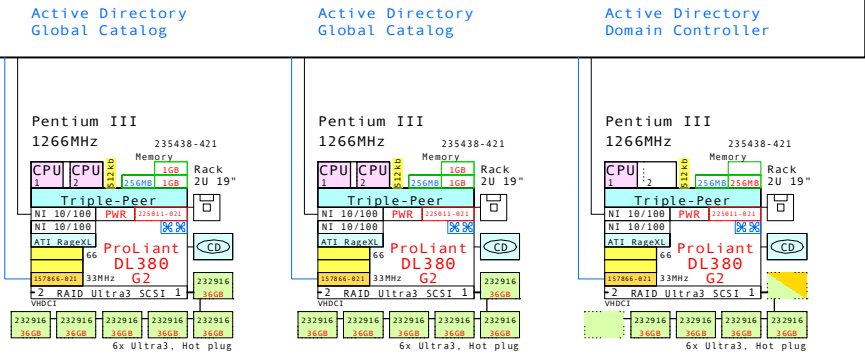 Active Directory
Global Catalog
Active Directory
Global Catalog
Active Directory
Domain Controller
Pentium III
1266MHz
235438-421
Memory
CPU
1
CPU
2
512kb
1GB
256MB
1GB
Rack
2U 19"
Triple-Peer
NI 10/100
PWR
225011-021
NI 10/100
ATI RageXL
CD
ProLiant
DL380
G2
66
157866-021
33MHz
2 RAID Ultra3 SCSI 1
VHDCI
232916
36GB
232916
36GB
232916
36GB
232916
36GB
232916
36GB
232916
36GB
6x Ultra3, Hot plug
Pentium III
1266MHz
235438-421
Memory
CPU
1
CPU
2
512kb
1GB
256MB
1GB
Rack
2U 19"
Triple-Peer
NI 10/100
PWR
225011-021
NI 10/100
ATI RageXL
CD
ProLiant
DL380
G2
66
157866-021
33MHz
2 RAID Ultra3 SCSI 1
VHDCI
232916
36GB
232916
36GB
232916
36GB
232916
36GB
232916
36GB
232916
36GB
6x Ultra3, Hot plug
Pentium III
1266MHz
235438-421
Memory
CPU
1
2
512kb
256MB
256MB
Rack
2U 19"
Triple-Peer
NI 10/100
PWR
225011-021
NI 10/100
ATI RageXL
CD
ProLiant
DL380
G2
66
157866-021
33MHz
2 RAID Ultra3 SCSI 1
VHDCI
232916
36GB
232916
36GB
232916
36GB
232916
36GB
6x Ultra3, Hot plug